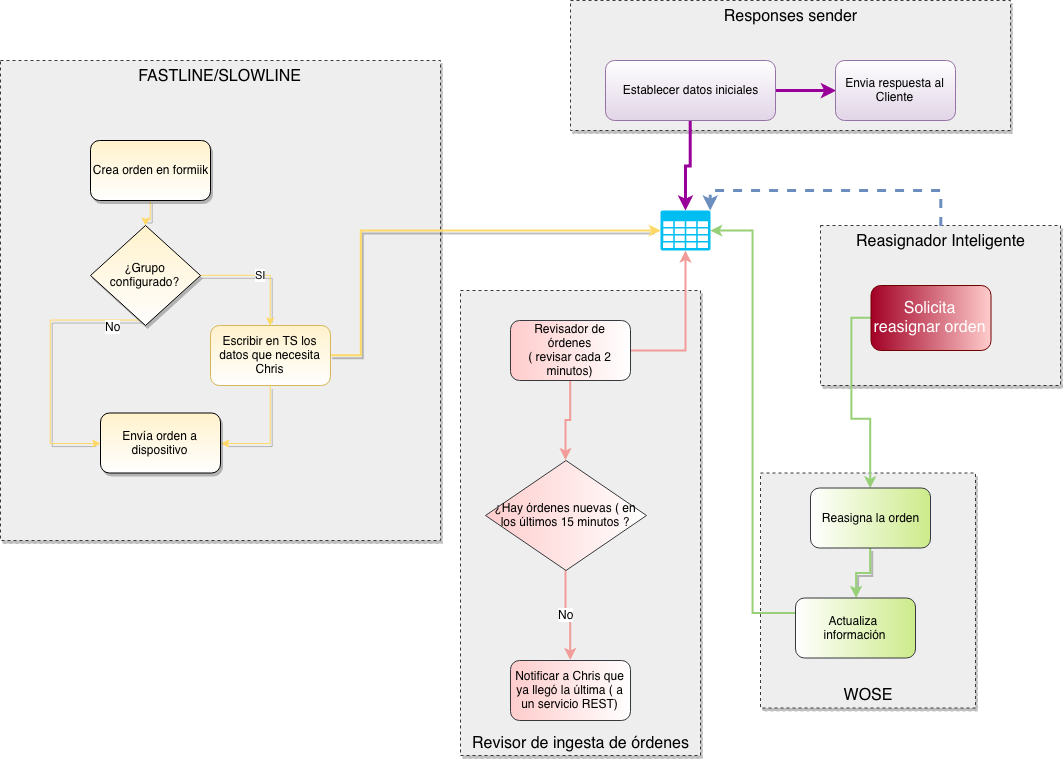 Responses sender
Establecer datos iniciales
Envia respuesta al
Cliente
FASTLINE/SLOWLINE
Crea orden en formiik
¿Grupo
configurado?
SI
No
Escribir en TS los
datos que necesita
Chris
Envía orden a
dispositivo
Reasignador Inteligente
Solicita
reasignar orden
Revisador de
órdenes
( revisar cada 2
minutos)
¿Hay órdenes nuevas ( en
los últimos 15 minutos ?
No
Notificar a Chris que
ya llegó la última ( a
un servicio REST)
Revisor de ingesta de órdenes
Reasigna la orden
Actualiza
información
WOSE